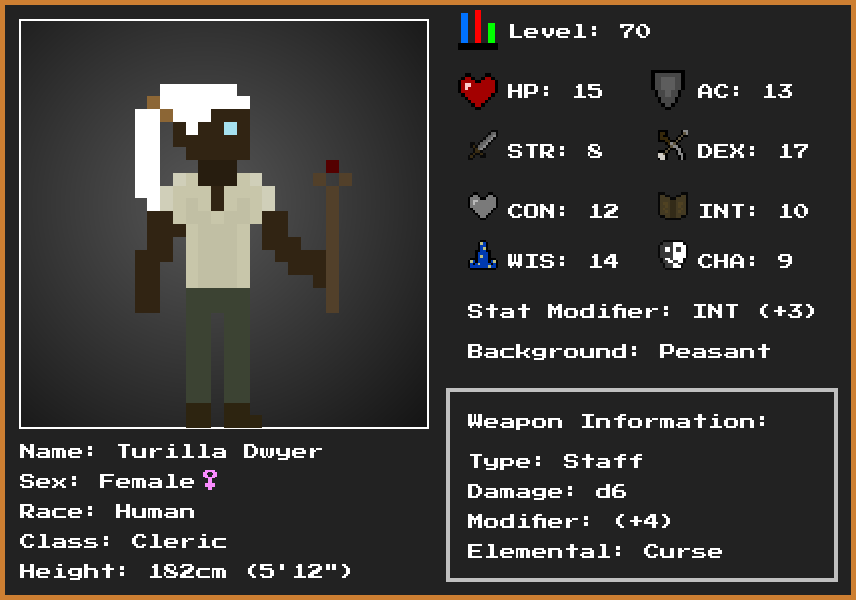 Level: 70
HP: 15 AC: 13
STR: 8 DEX: 17
CON: 12 INT: 10
WIS: 14 CHA: 9
Stat Modifier: INT (+3)
Background: Peasant
Weapon Information:
Type: Staff
Damage: d6
Modifier: (+4)
Elemental: Curse
Name: Turilla Dwyer
Sex: Female♀
Race: Human
Class: Cleric
Height: 182cm (5'12")